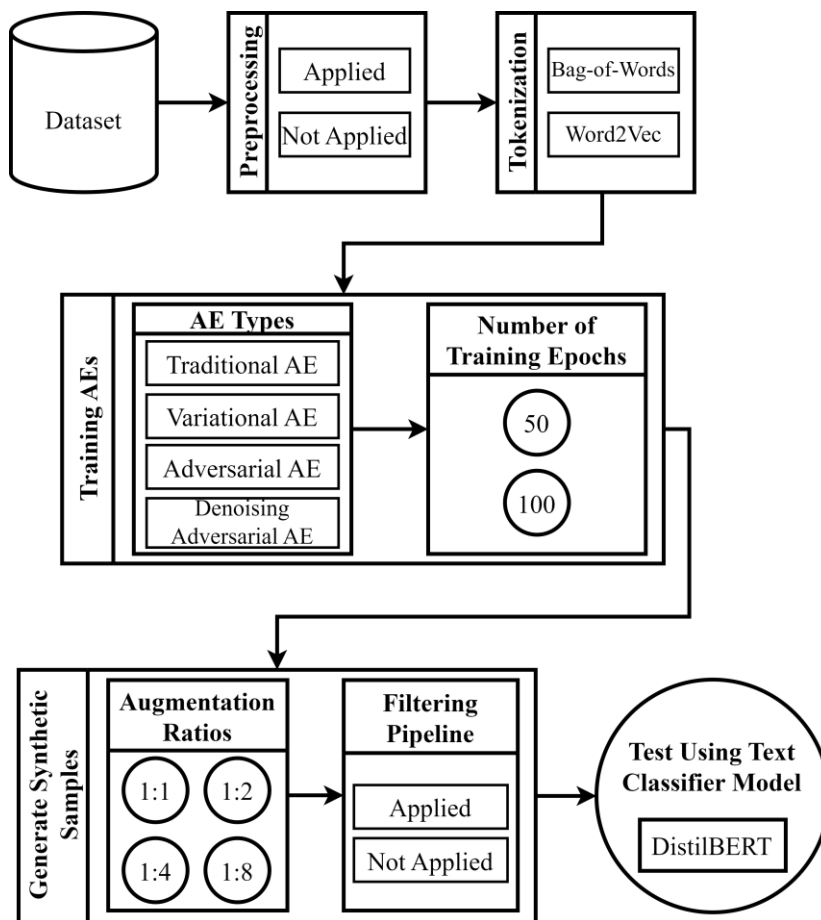 Dataset
Preprocessing
Applied
Not Applied
Tokenization
Bag-of-Words
Word2Vec
Training AEs
AE Types
Traditional AE
Variational AE
Adversarial AE
Denoising
Adversarial AE
Number of
Training Epochs
50
100
Generate Synthetic
Samples
Augmentation
Ratios
1:1
1:2
1:4
1:8
Filtering
Pipeline
Applied
Not Applied
Test Using Text
Classifier Model
DistilBERT